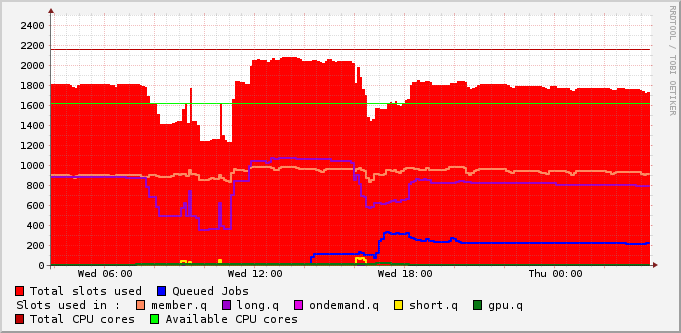 2400
2200
2000
1800
1600
1400
1200
1000
800
600
400
200
0
Wed 06:00 Wed 12:00 Wed 18:00 Thu 00:00
Total slots used Queued Jobs
Slots used in : member.q long.q ondemand.q short.q gpu.q
Total CPU cores Available CPU cores
RRDTOOL / TOBI OETIKER